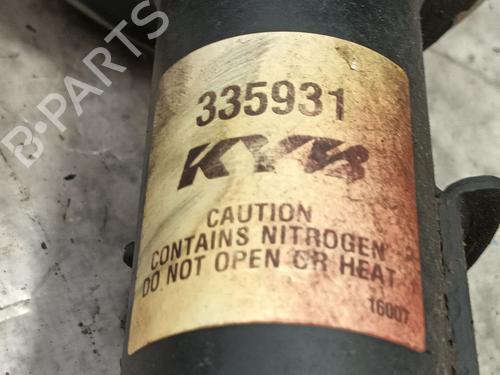 335931
KYB
CAUTION
CONTAINS NITROGEN
DO NOT OPEN OR HEAT
16007
B-PARTS